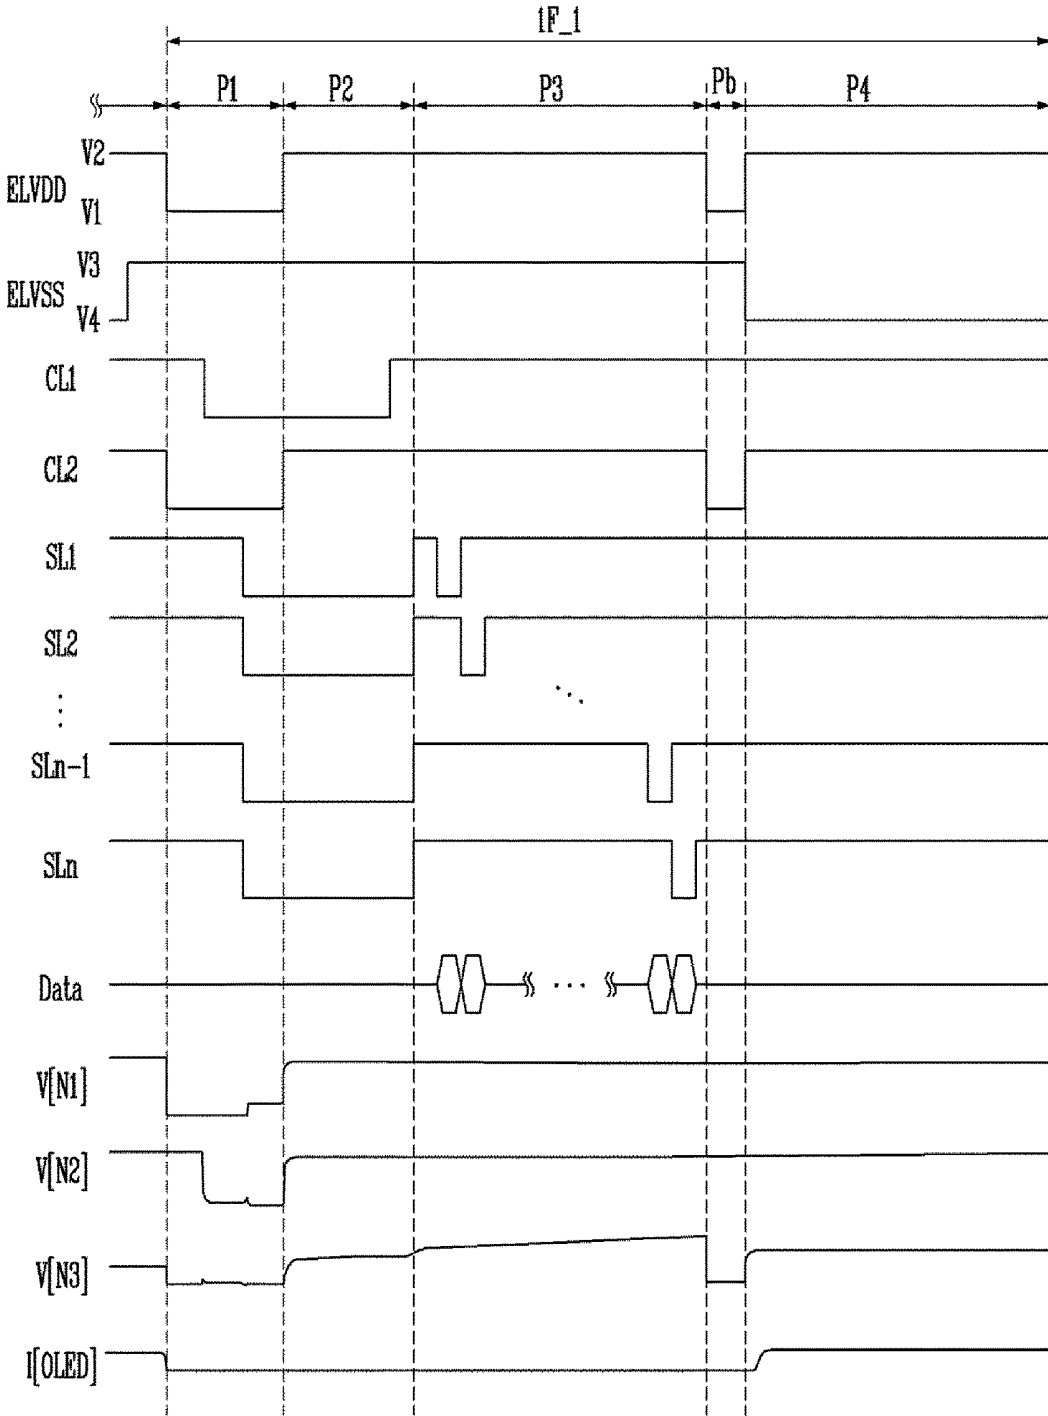 1F_1
P1 P2 P3 Pb P4
V2
ELVDD
V1
V3
ELVSS
V4
CL1
CL2
SL1
SL2
⋮
⋱
SLn-1
SLn
Data
...
V[N1]
V[N2]
V[N3]
I[OLED]